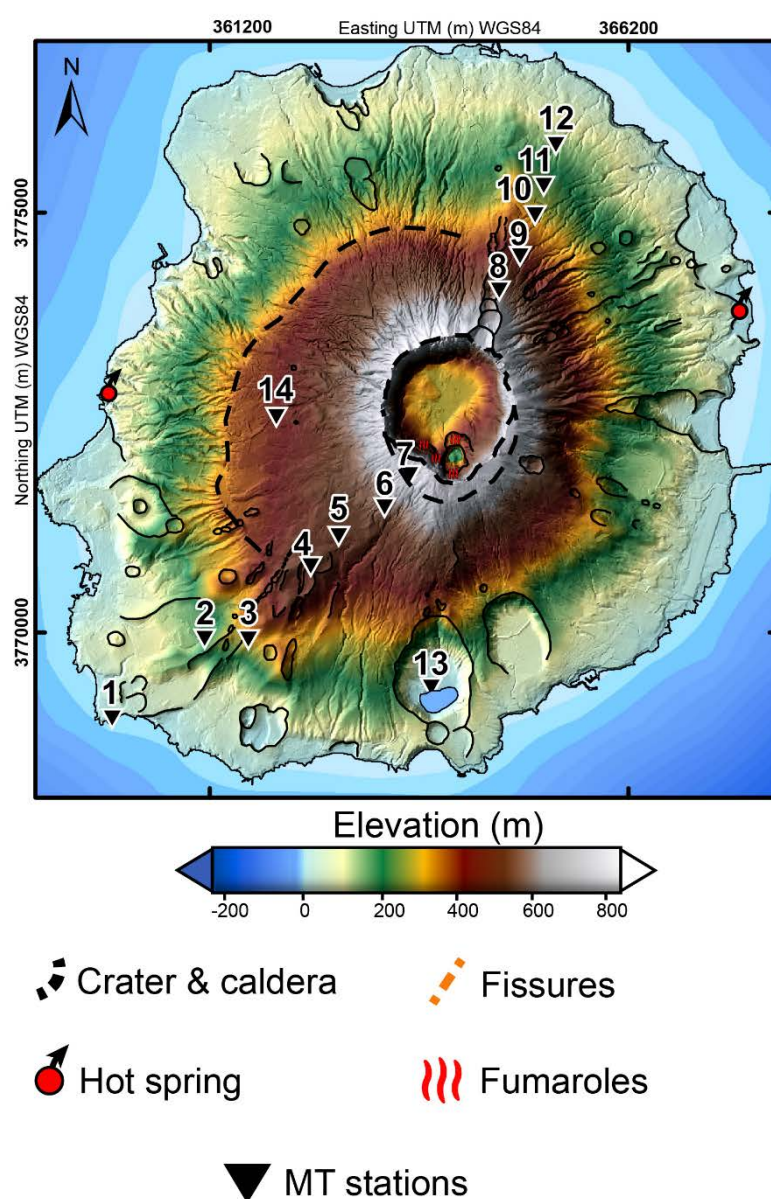 361200 Easting UTM (m) WGS84 366200
N
12
11
10
3775000
9
8
Northing UTM (m) WGS84
14
7
6
5
4
2 3
3770000
13
1
Elevation (m)
-200 0 200 400 600 800
Crater & caldera
Fissures
Hot spring
Fumaroles
MT stations